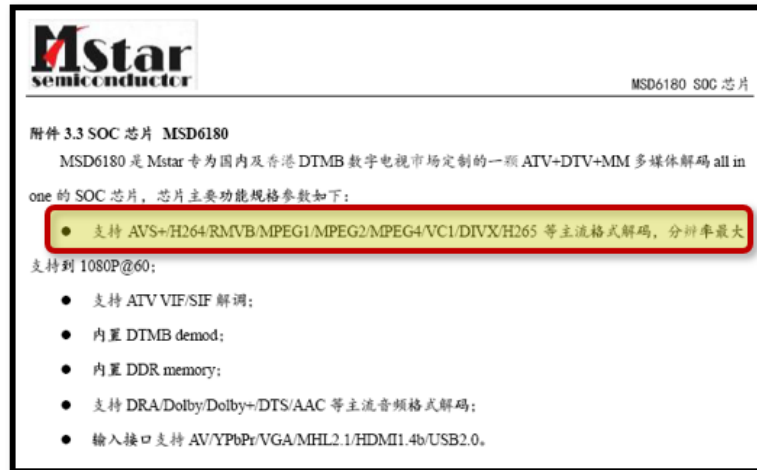 Mstar
semiconductor
MSD6180 SOC 芯片
附件 3.3 SOC 芯片 MSD6180
MSD6180 是 Mstar 专为国内及香港 DTMB 数字电视市场定制的一颗 ATV+DTV+MM 多媒体解码 all in
one 的 SOC 芯片，芯片主要功能规格参数如下：
● 支持 AVS+/H264/RMVB/MPEG1/MPEG2/MPEG4/VC1/DIVX/H265 等主流格式解码，分辨率最大
支持到 1080P@60；
● 支持 ATV VIF/SIF 解调；
● 内置 DTMB demod；
● 内置 DDR memory；
● 支持 DRA/Dolby/Dolby+/DTS/AAC 等主流音频格式解码；
● 输入接口支持 AV/YPbPr/VGA/MHL2.1/HDMI1.4b/USB2.0。